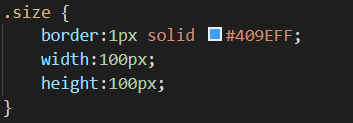 .size {
    border:1px solid #409EFF;
    width:100px;
    height:100px;
}